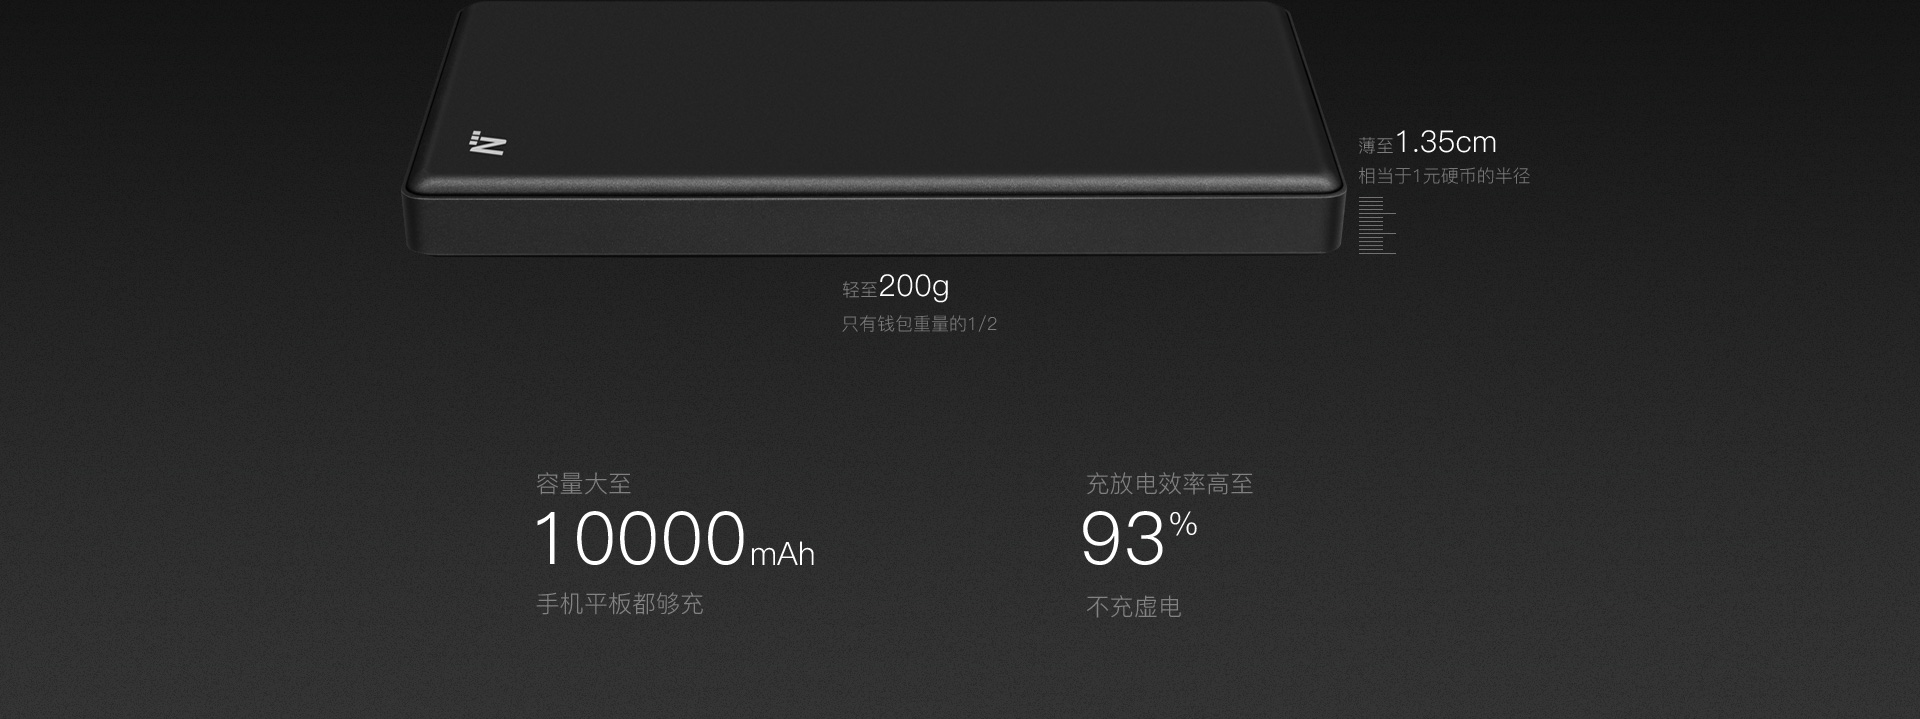 薄至1.35cm
相当于1元硬币的半径
轻至200g
只有钱包重量的1/2
容量大至
10000mAh
手机平板都够充
充放电效率高至
93%
不充虚电